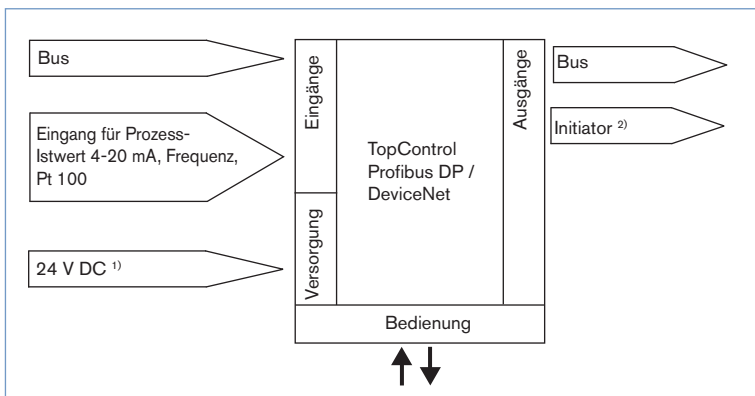 Bus
Eingang für Prozess-
Istwert 4-20 mA, Frequenz,
Pt 100
24 V DC 1)
Eingänge
Versorgung
TopControl
Profibus DP /
DeviceNet
Ausgänge
Bedienung
Bus
Initiator 2)